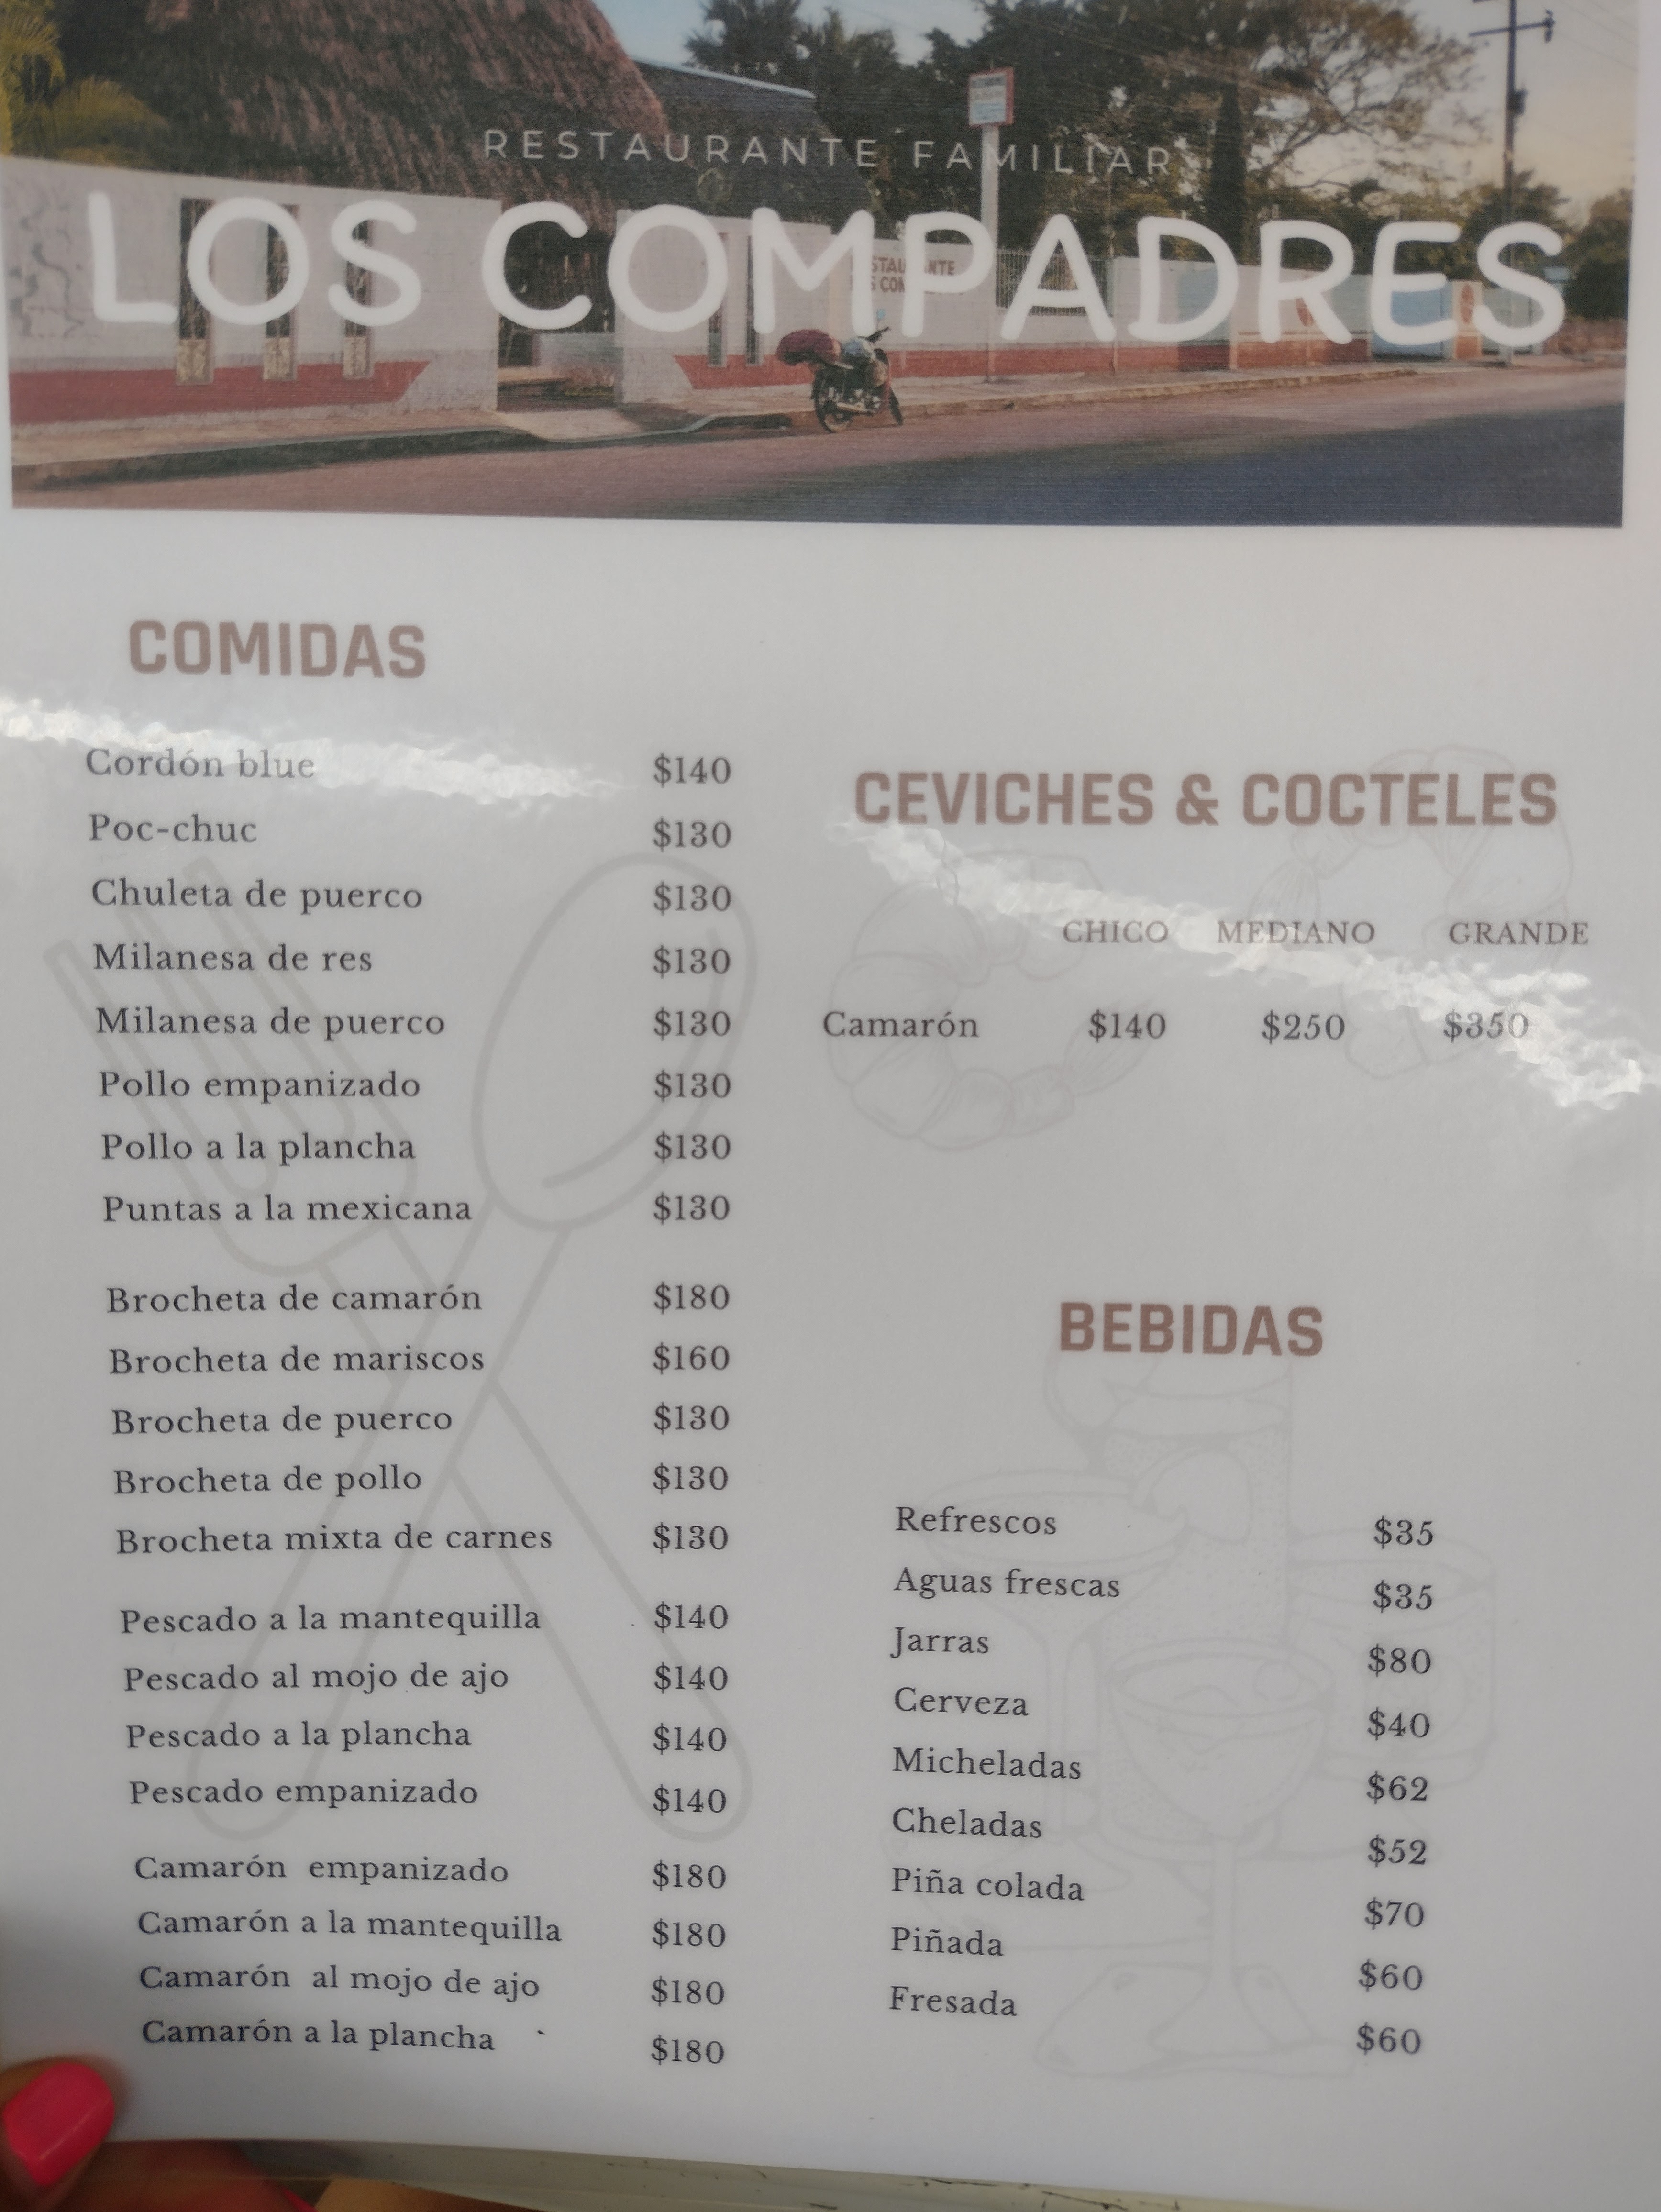 RESTAURANTE FAMILIAR
LOS COMPADRES
COMIDAS
Cordón blue $140
Poc-chuc $130
Chuleta de puerco $130
Milanesa de res $130
Milanesa de puerco $130
Pollo empanizado $130
Pollo a la plancha $130
Puntas a la mexicana $130
Brocheta de camarón $180
Brocheta de mariscos $160
Brocheta de puerco $130
Brocheta de pollo $130
Brocheta mixta de carnes $130
Pescado a la mantequilla $140
Pescado al mojo de ajo $140
Pescado a la plancha $140
Pescado empanizado $140
Camarón empanizado $180
Camarón a la mantequilla $180
Camarón al mojo de ajo $180
Camarón a la plancha $180
CEVICHES & COCTELES
CHICO MEDIANO GRANDE
Camarón $140 $250 $350
BEBIDAS
Refrescos $35
Aguas frescas $35
Jarras $80
Cerveza $40
Micheladas $62
Cheladas $52
Piña colada $70
Piñada $60
Fresada $60